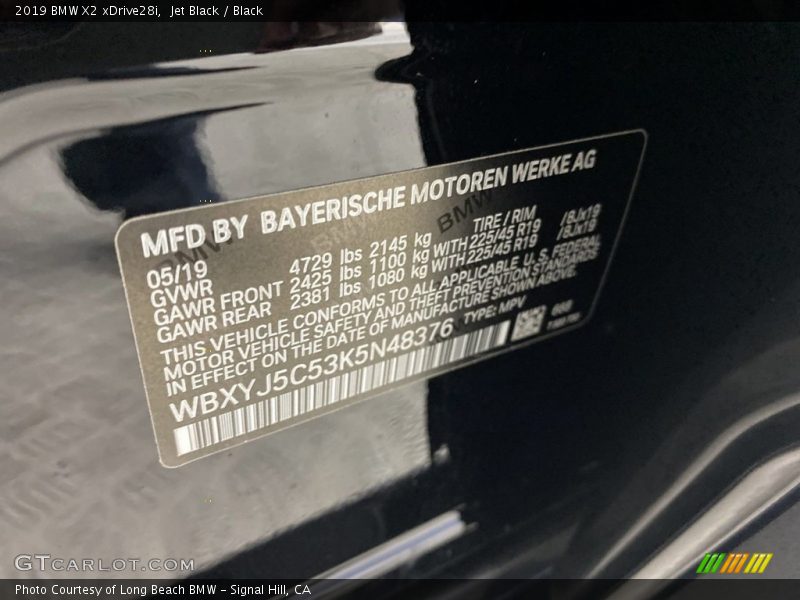 2019 BMW X2 xDrive28i,  Jet Black / Black
MFD BY BAYERISCHE MOTOREN WERKE AG
05/19 TIRE / RIM
GVWR 4729 lbs 2145 kg
GAWR FRONT 2425 lbs 1100 kg WITH 225/45 R19 /8Jx19
GAWR REAR 2381 lbs 1080 kg WITH 225/45 R19 /8Jx19
THIS VEHICLE CONFORMS TO ALL APPLICABLE U.S. FEDERAL
MOTOR VEHICLE SAFETY AND THEFT PREVENTION STANDARDS
IN EFFECT ON THE DATE OF MANUFACTURE SHOWN ABOVE.
WBXYJ5C53K5N48376 TYPE: MPV
668
GTCARLOT.COM
Photo Courtesy of Long Beach BMW – Signal Hill, CA